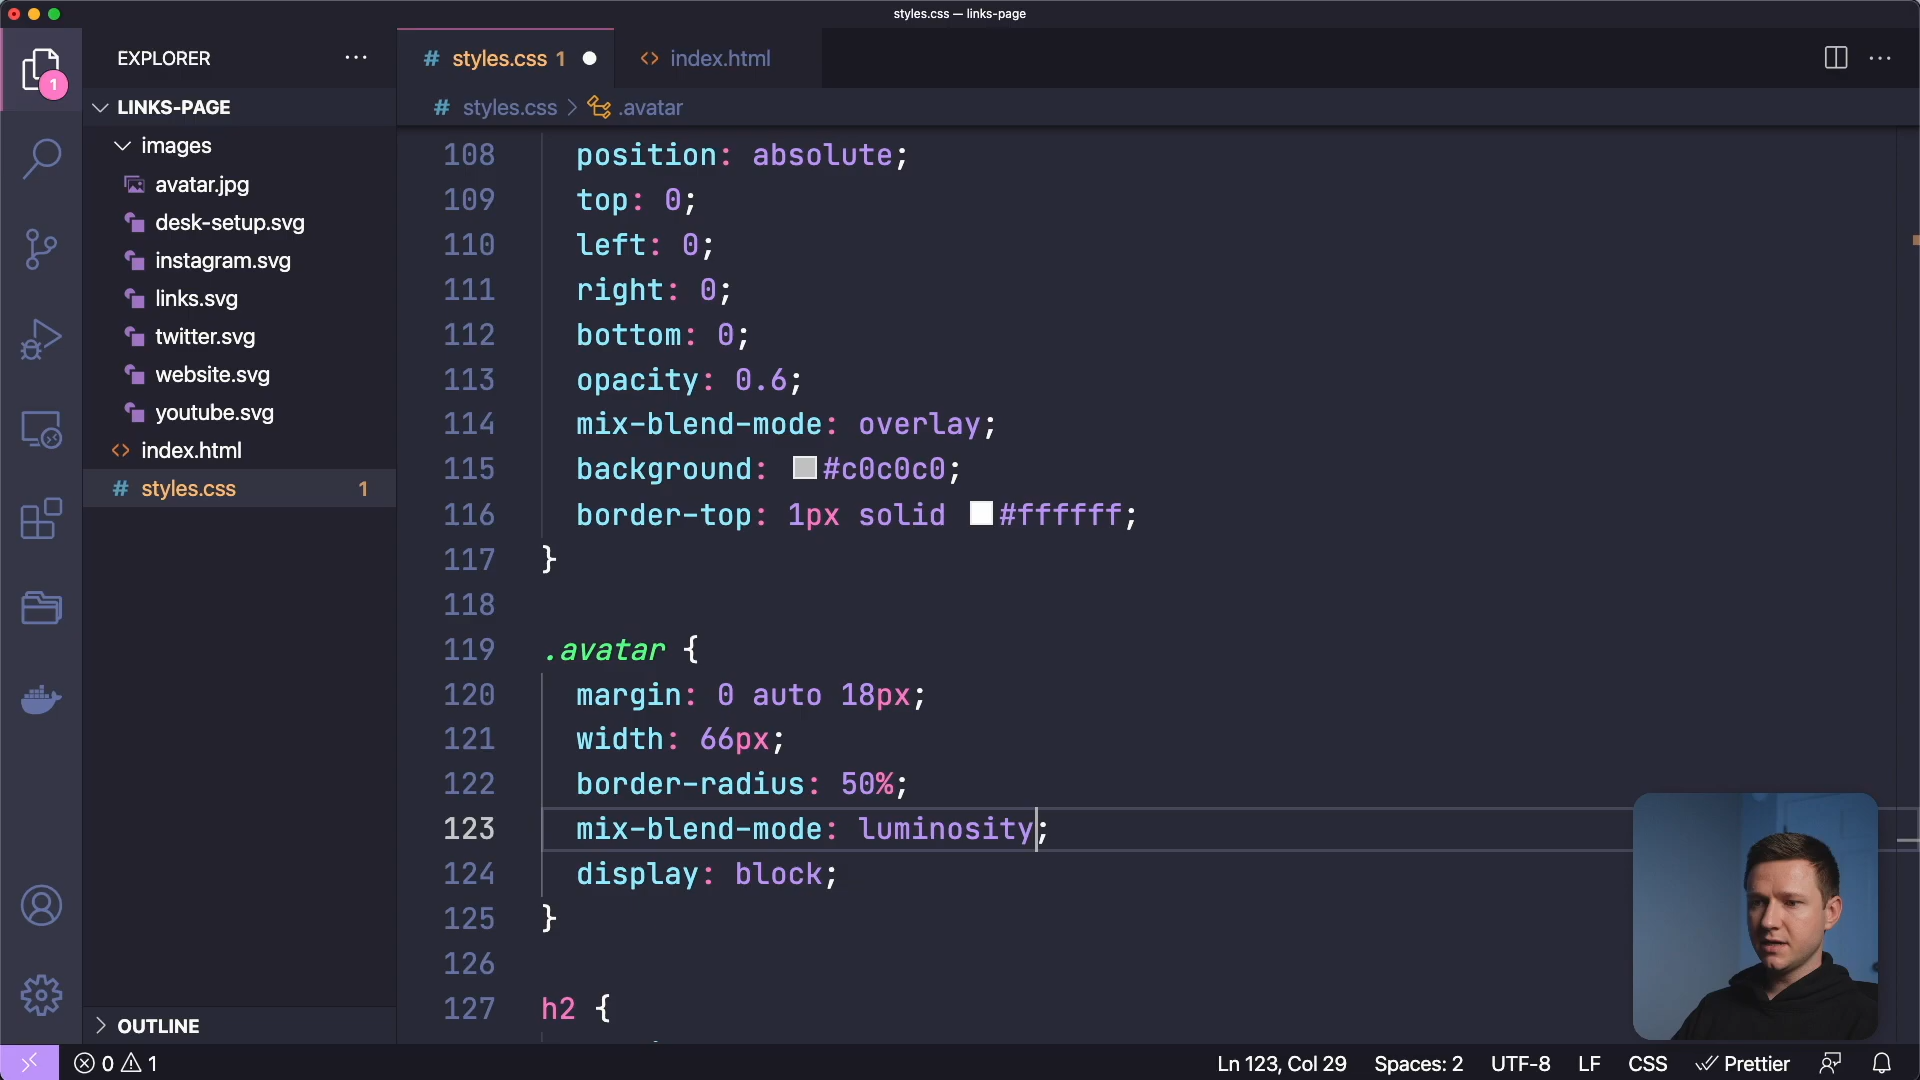 styles.css — links-page
EXPLORER
···
# styles.css 1
<> index.html
···
1
LINKS-PAGE
# styles.css > .avatar
images
avatar.jpg
desk-setup.svg
instagram.svg
links.svg
twitter.svg
website.svg
youtube.svg
<> index.html
# styles.css 1
108 position: absolute;
109 top: 0;
110 left: 0;
111 right: 0;
112 bottom: 0;
113 opacity: 0.6;
114 mix-blend-mode: overlay;
115 background: #c0c0c0;
116 border-top: 1px solid #ffffff;
117 }
118
119 .avatar {
120 margin: 0 auto 18px;
121 width: 66px;
122 border-radius: 50%;
123 mix-blend-mode: luminosity;
124 display: block;
125 }
126
127 h2 {
OUTLINE
0 1
Ln 123, Col 29 Spaces: 2 UTF-8 LF CSS Prettier